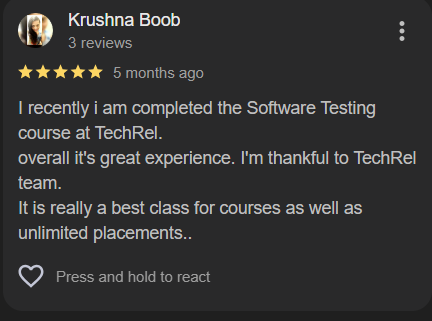 Krushna Boob
3 reviews
5 months ago
I recently i am completed the Software Testing
course at TechRel.
overall it's great experience. I'm thankful to TechRel
team.
It is really a best class for courses as well as
unlimited placements..
Press and hold to react